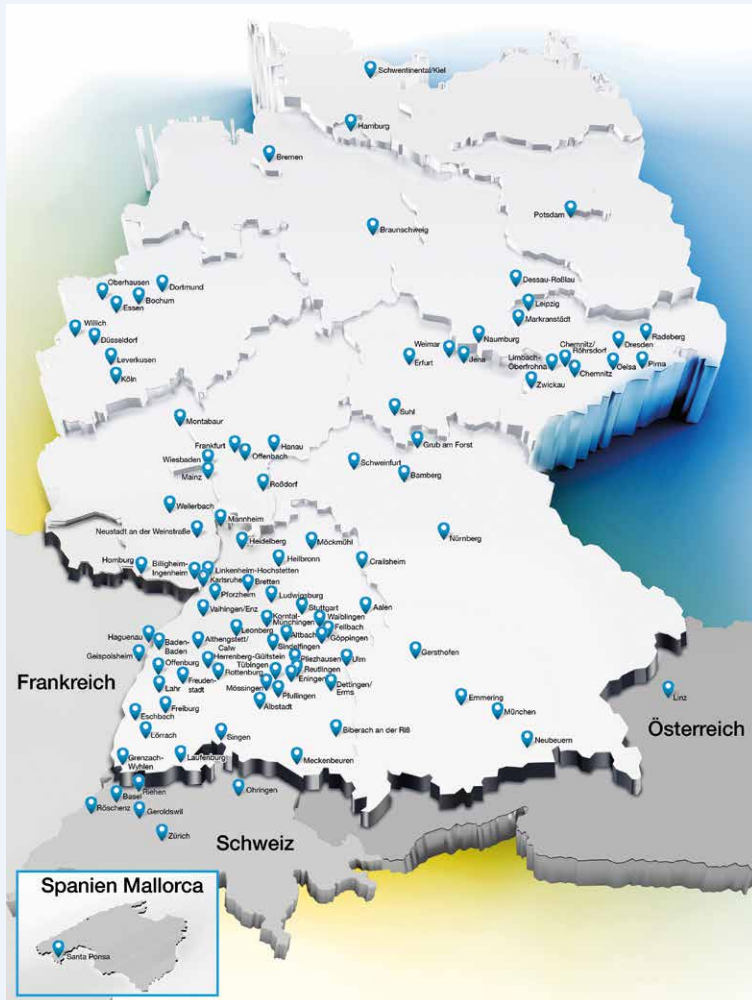 Schwentinental/Kiel
Hamburg
Bremen
Potsdam
Braunschweig
Dessau-Roßlau
Oberhausen
Dortmund
Bochum
Essen
Leipzig
Markranstädt
Willich
Düsseldorf
Leverkusen
Köln
Naumburg
Weimar
Jena
Erfurt
Chemnitz/
Röhrsdorf
Limbach-
Oberfrohna
Chemnitz
Zwickau
Dresden
Radeberg
Oelsa
Pirna
Suhl
Montabaur
Grub am Forst
Frankfurt
Hanau
Offenbach
Wiesbaden
Mainz
Schweinfurt
Bamberg
Roßdorf
Weilerbach
Mannheim
Neustadt an der Weinstraße
Heidelberg
Möckmühl
Nürnberg
Homburg
Billigheim-
Ingenheim
Linkenheim-Hochstetten
Karlsruhe
Heilbronn
Crailsheim
Bretten
Pforzheim
Ludwigsburg
Vaihingen/Enz
Stuttgart
Aalen
Korntal-
Münchingen
Waiblingen
Fellbach
Leonberg
Altbach
Göppingen
Haguenau
Baden-
Baden
Althengstett/
Calw
Sindelfingen
Geispolsheim
Herrenberg-Gültstein
Pliezhausen
Ulm
Gersthofen
Offenburg
Tübingen
Reutlingen
Rottenburg
Eningen
Frankreich
Lahr
Freuden-
stadt
Mössingen
Pfullingen
Dettingen/
Erms
Linz
Albstadt
Emmering
München
Freiburg
Eschbach
Österreich
Lörrach
Singen
Biberach an der Riß
Neubeuern
Grenzach-
Wyhlen
Laufenburg
Meckenbeuren
Riehen
Basel
Ohringen
Röschenz
Geroldswil
Zürich
Schweiz
Spanien Mallorca
Santa Ponsa